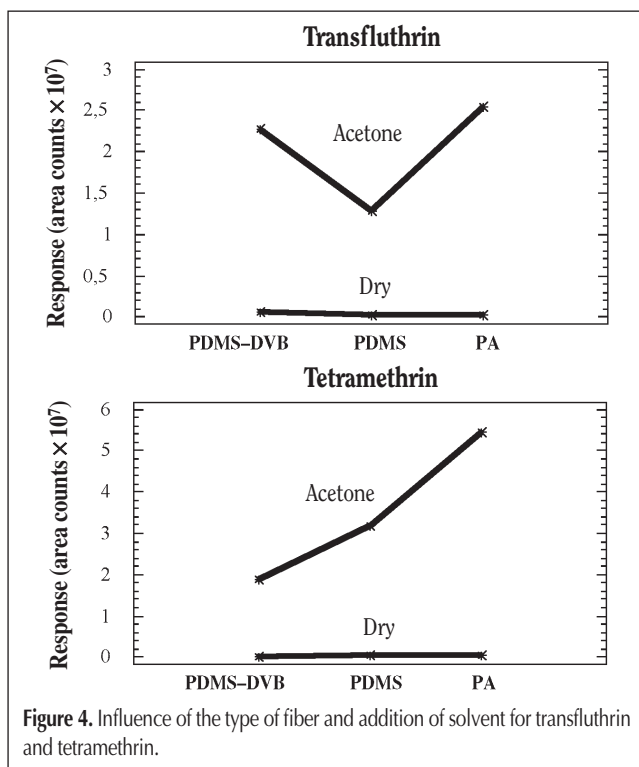 Transfluthrin
Response (area counts × 10⁷)
3
2,5
2
1,5
1
0,5
0
Acetone
Dry
PDMS–DVB PDMS PA
Tetramethrin
Response (area counts × 10⁷)
6
5
4
3
2
1
0
Acetone
Dry
PDMS–DVB PDMS PA
Figure 4. Influence of the type of fiber and addition of solvent for transfluthrin
and tetramethrin.